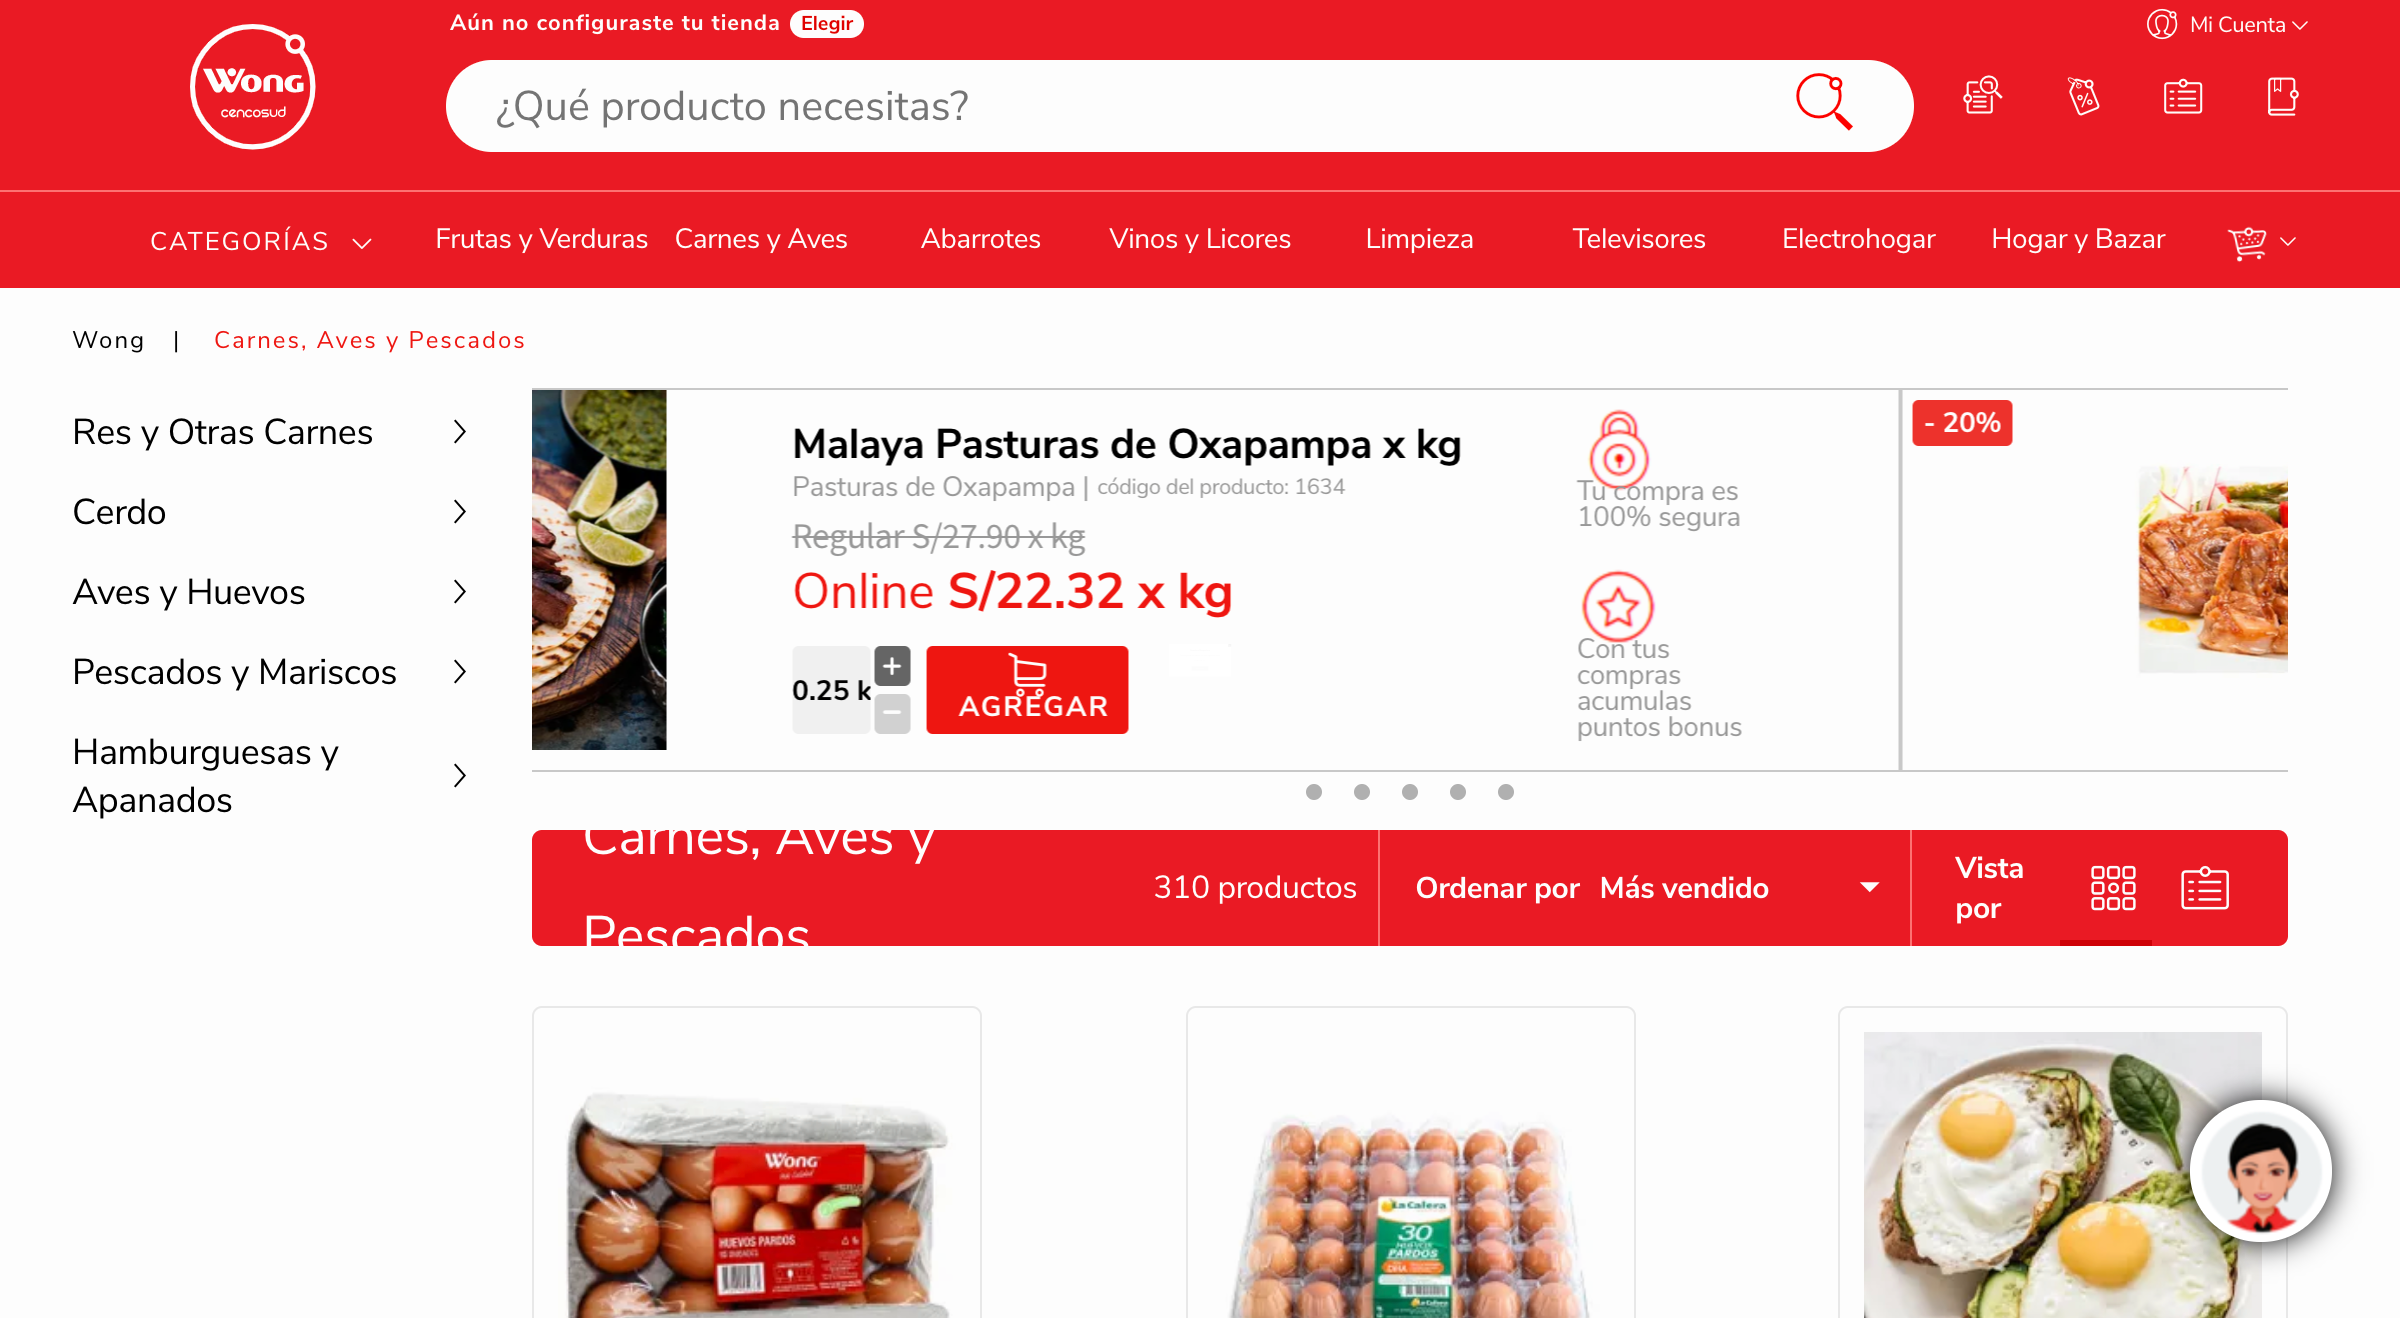 Aún no configuraste tu tienda Elegir
Mi Cuenta
Wong
cencosud
¿Qué producto necesitas?
CATEGORÍAS
Frutas y Verduras
Carnes y Aves
Abarrotes
Vinos y Licores
Limpieza
Televisores
Electrohogar
Hogar y Bazar
Wong | Carnes, Aves y Pescados
Res y Otras Carnes
Cerdo
Aves y Huevos
Pescados y Mariscos
Hamburguesas y
Apanados
Malaya Pasturas de Oxapampa x kg
Pasturas de Oxapampa | código del producto: 1634
Regular S/27.90 x kg
Online S/22.32 x kg
0.25 k
+
−
AGREGAR
Tu compra es
100% segura
Con tus
compras
acumulas
puntos bonus
- 20%
Carnes, Aves y
Pescados
310 productos
Ordenar por Más vendido
Vista
por
Wong
HUEVOS PARDOS
La Calera
30
HUEVOS
PARDOS
La Calera